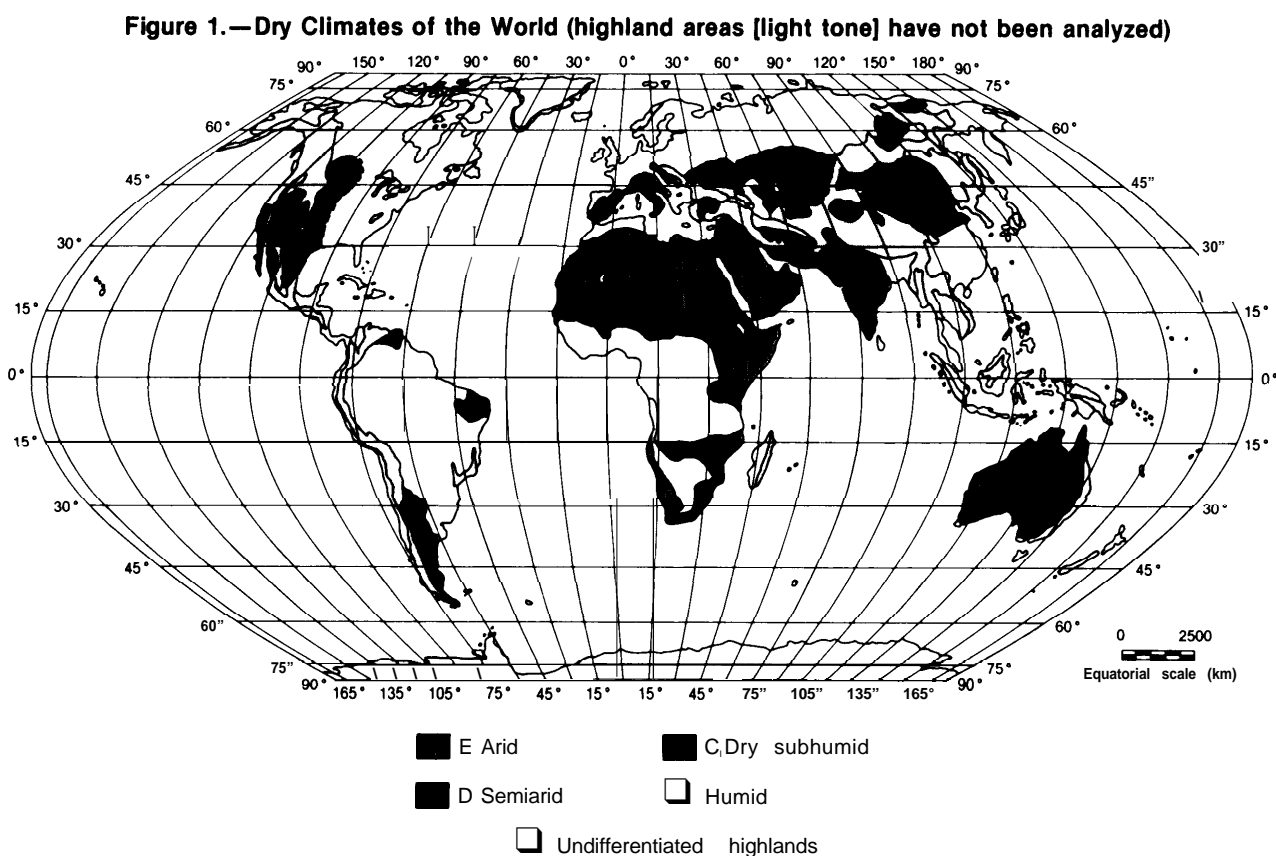 Figure 1.—Dry Climates of the World (highland areas [light tone] have not been analyzed)
90° 150° 120° 90° 60° 30° 0° 30° 60° 90° 120° 150° 180° 90°
75° 75°
60° 60°
45° 45"
30° 30"
15° 15°
0° 0°
15° 15°
30° 30°
45° 45°
60" 60°
0 2500
75" 75°
Equatorial scale (km)
90° 165° 135° 105° 75° 45° 15° 15° 45° 75" 105" 135" 165° 90°
E Arid C,Dry subhumid
D Semiarid Humid
Undifferentiated highlands